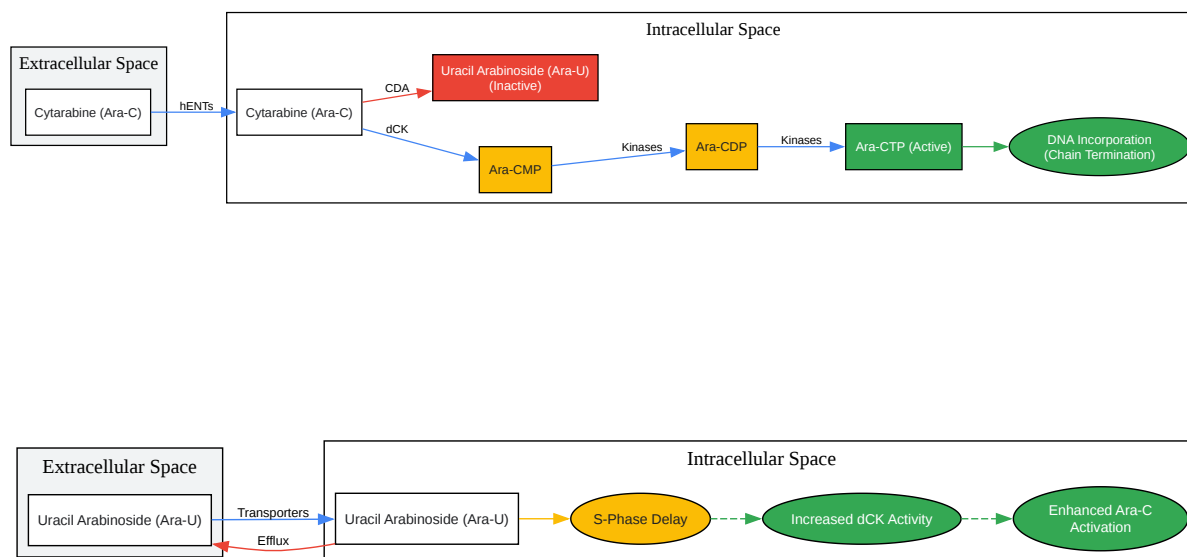 Intracellular Space
Extracellular Space
Cytarabine (Ara-C)
hENTs
Cytarabine (Ara-C)
CDA
Uracil Arabinoside (Ara-U)
(Inactive)
dCK
Ara-CMP
Kinases
Ara-CDP
Kinases
Ara-CTP (Active)
DNA Incorporation
(Chain Termination)
Extracellular Space
Intracellular Space
Uracil Arabinoside (Ara-U)
Transporters
Efflux
Uracil Arabinoside (Ara-U)
S-Phase Delay
Increased dCK Activity
Enhanced Ara-C
Activation